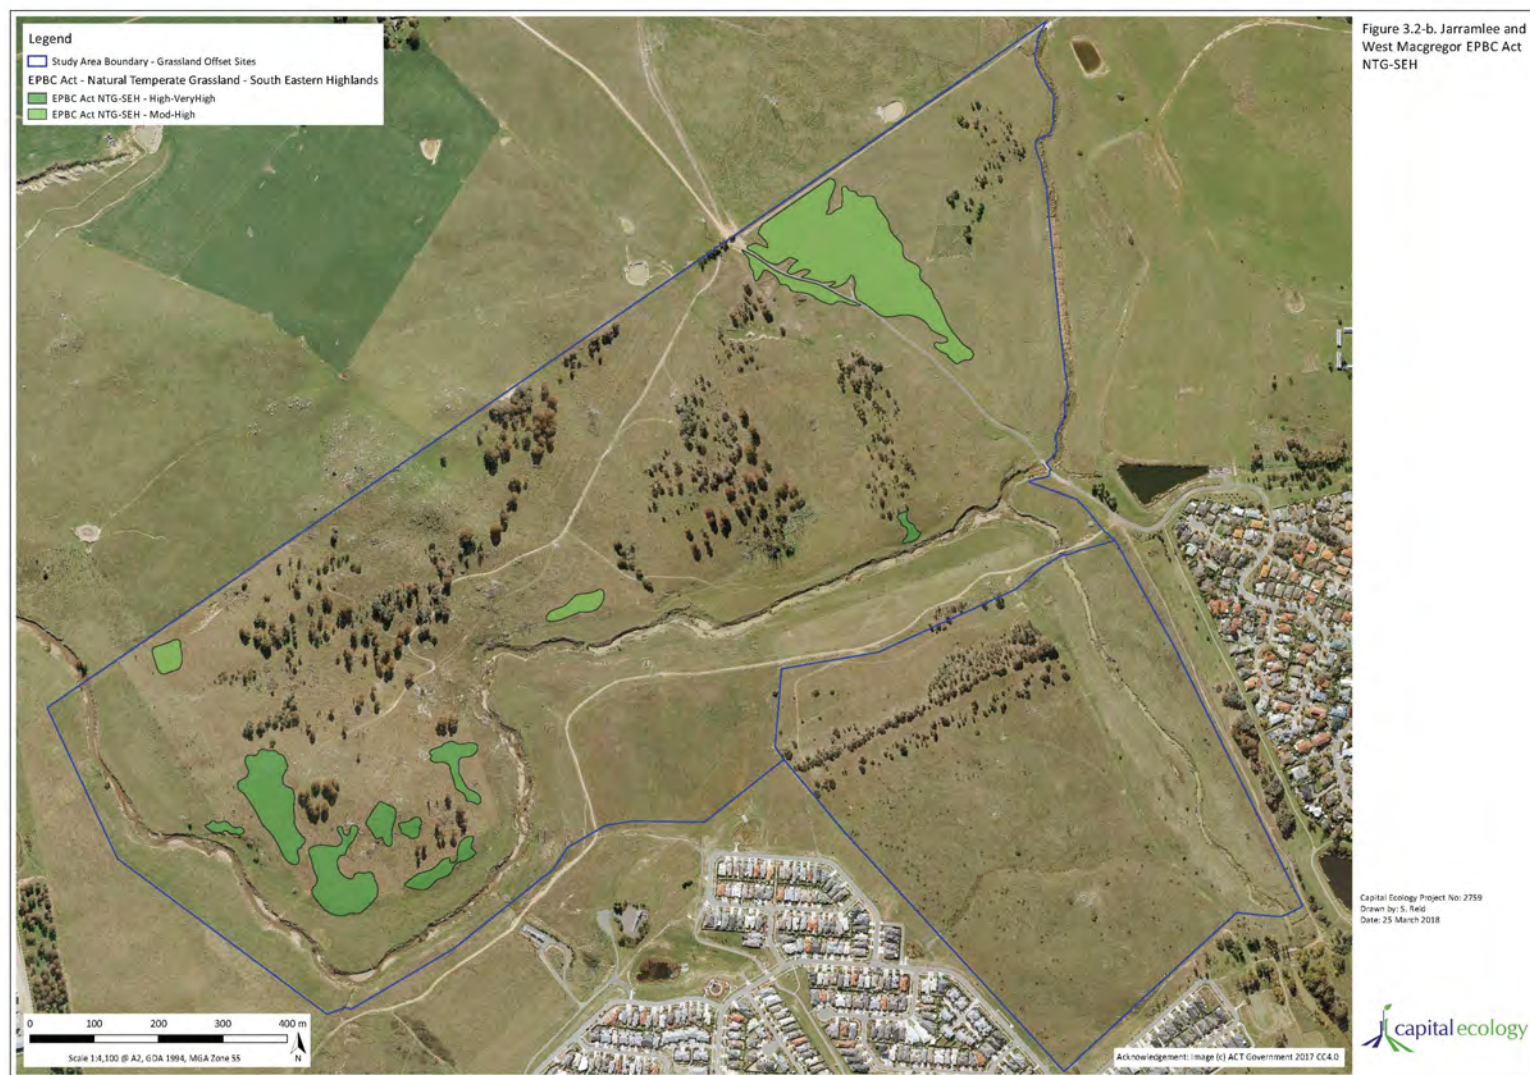 Legend
Study Area Boundary - Grassland Offset Sites
EPBC Act - Natural Temperate Grassland - South Eastern Highlands
EPBC Act NTG-SEH - High-VeryHigh
EPBC Act NTG-SEH - Mod-High
Figure 3.2-b. Jarramlee and
West Macgregor EPBC Act
NTG-SEH
Capital Ecology Project No: 2759
Drawn by: S. Reid
Date: 25 March 2018
0 100 200 300 400 m
Scale 1:4,100 @ A2, GDA 1994, MGA Zone 55
N
Acknowledgement: Image (c) ACT Government 2017 CC4.0
capital ecology